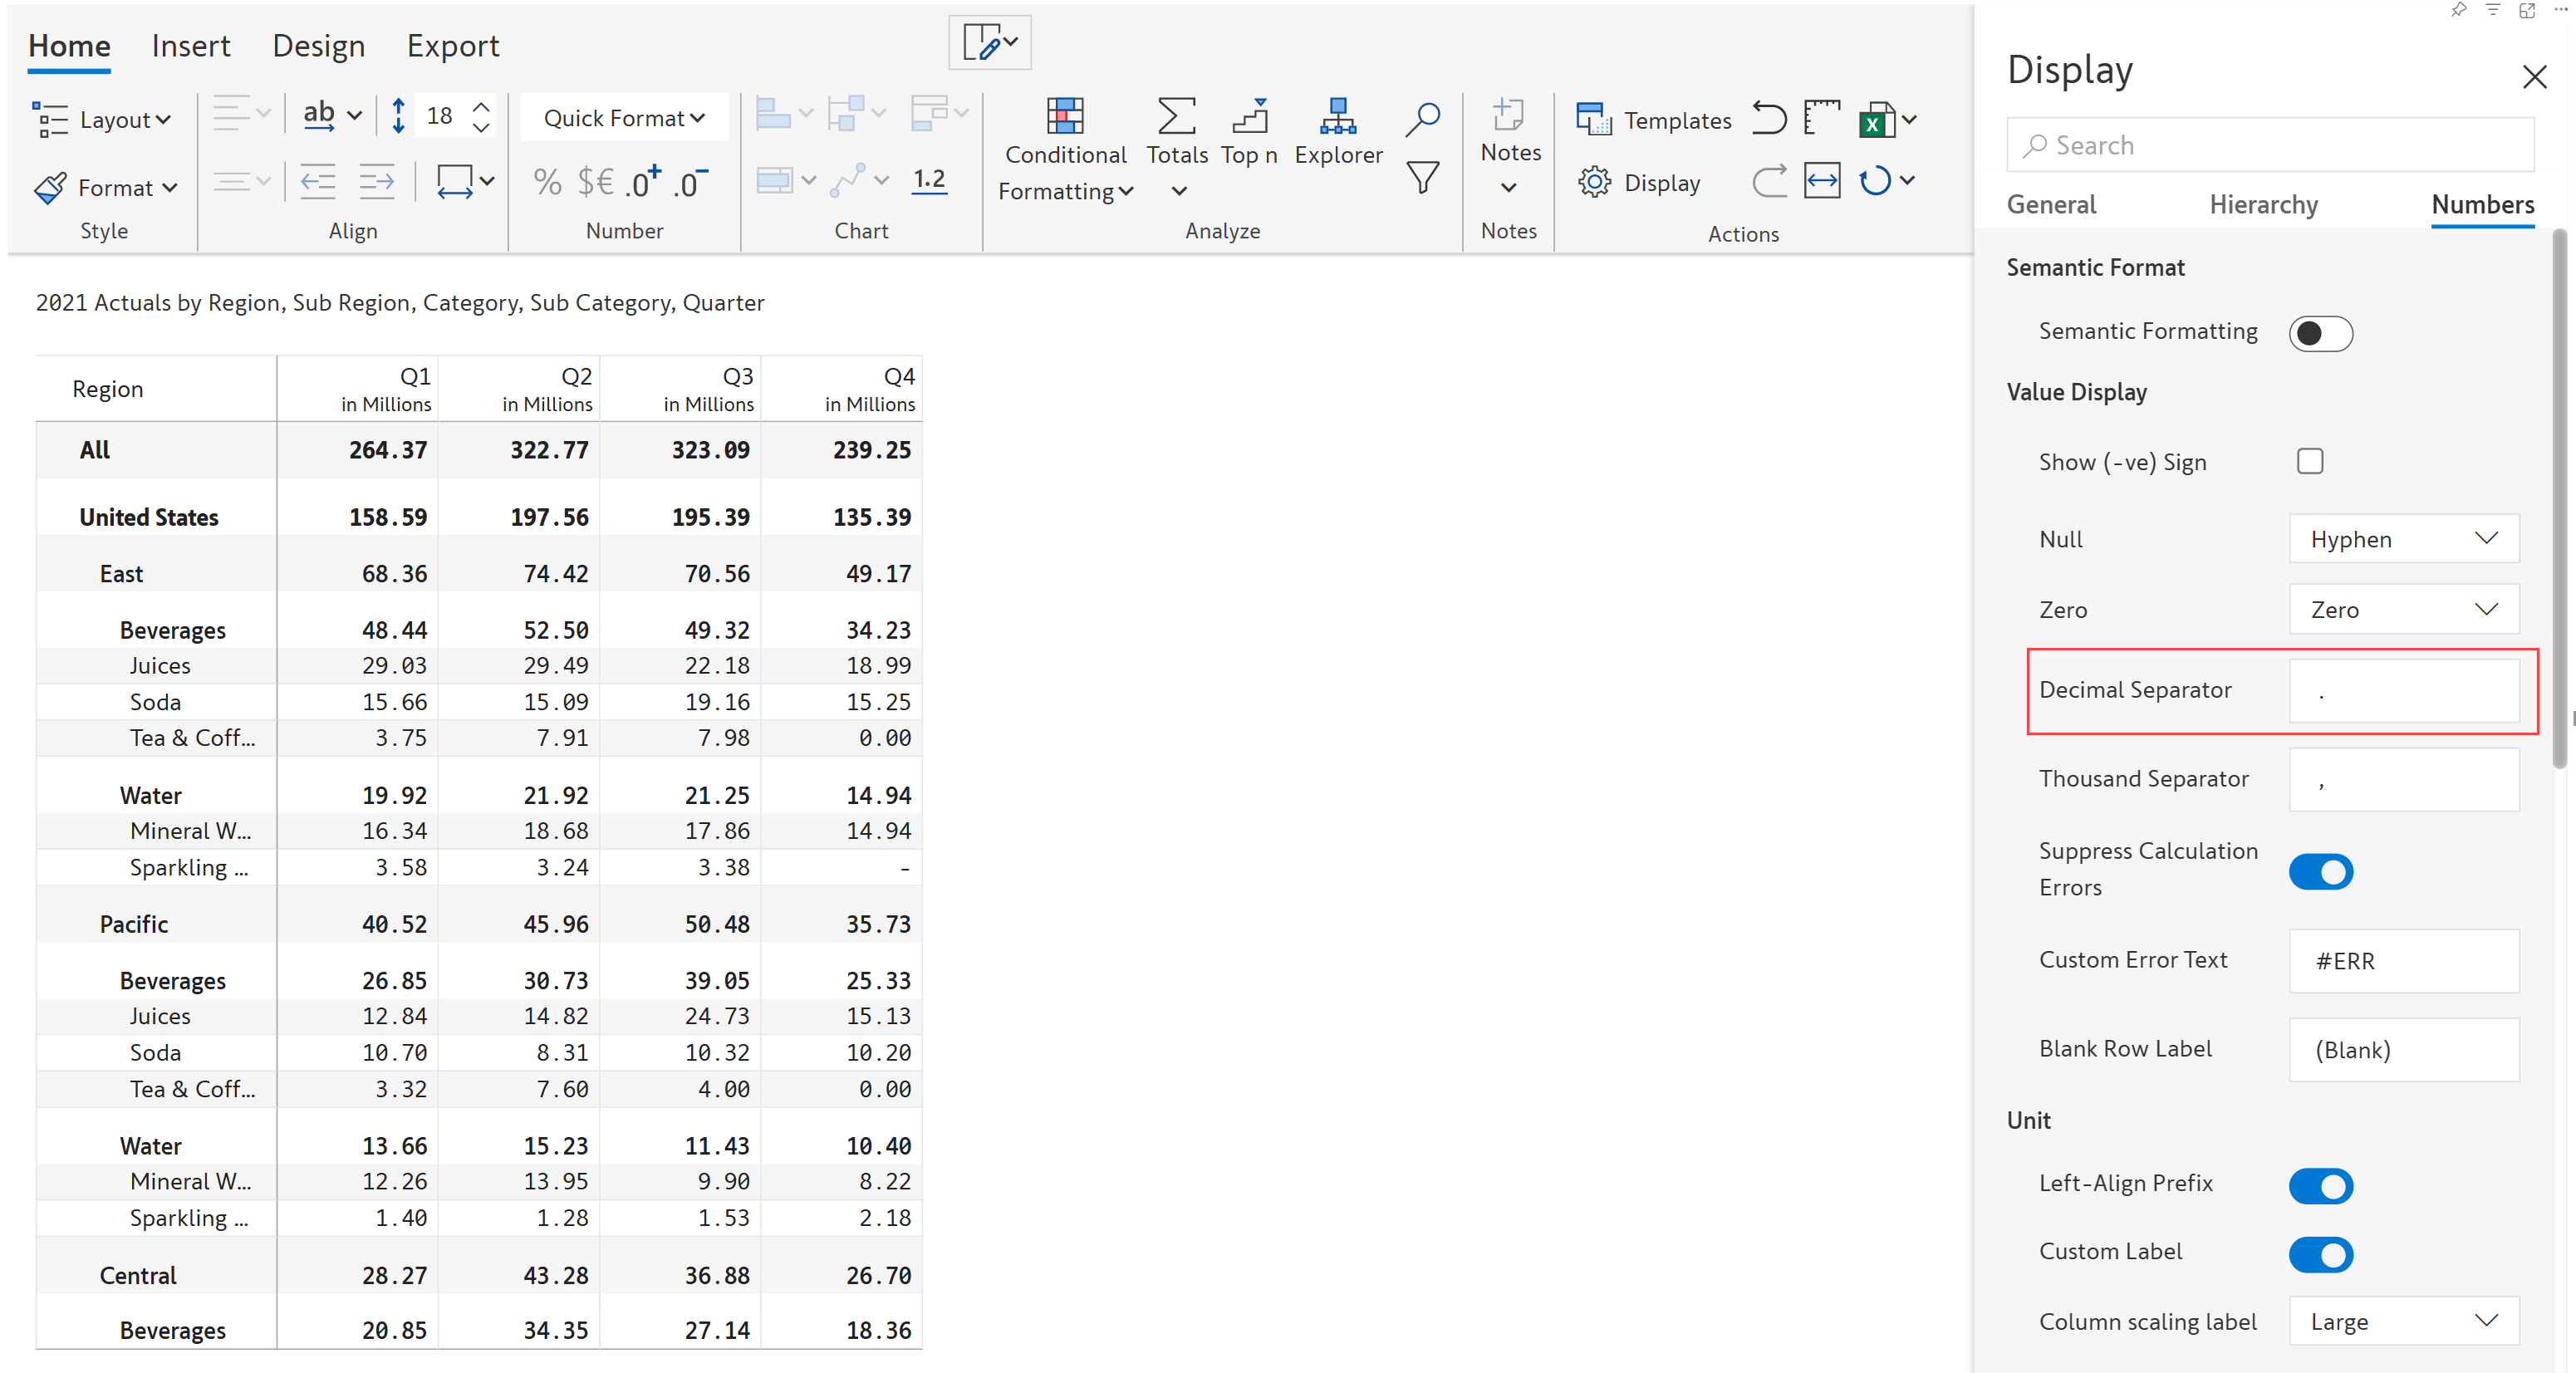 Home Insert Design Export
Layout ab 18 Quick Format
Format % $€ .0+ .0- 1.2
Conditional Formatting Totals Top n Explorer
Notes
Templates
Display
Style Align Number Chart Analyze Notes Actions
2021 Actuals by Region, Sub Region, Category, Sub Category, Quarter
Region Q1 Q2 Q3 Q4
in Millions in Millions in Millions in Millions
All 264.37 322.77 323.09 239.25
United States 158.59 197.56 195.39 135.39
East 68.36 74.42 70.56 49.17
Beverages 48.44 52.50 49.32 34.23
Juices 29.03 29.49 22.18 18.99
Soda 15.66 15.09 19.16 15.25
Tea & Coff... 3.75 7.91 7.98 0.00
Water 19.92 21.92 21.25 14.94
Mineral W... 16.34 18.68 17.86 14.94
Sparkling ... 3.58 3.24 3.38 -
Pacific 40.52 45.96 50.48 35.73
Beverages 26.85 30.73 39.05 25.33
Juices 12.84 14.82 24.73 15.13
Soda 10.70 8.31 10.32 10.20
Tea & Coff... 3.32 7.60 4.00 0.00
Water 13.66 15.23 11.43 10.40
Mineral W... 12.26 13.95 9.90 8.22
Sparkling ... 1.40 1.28 1.53 2.18
Central 28.27 43.28 36.88 26.70
Beverages 20.85 34.35 27.14 18.36
Display
Search
General Hierarchy Numbers
Semantic Format
Semantic Formatting
Value Display
Show (-ve) Sign
Null Hyphen
Zero Zero
Decimal Separator .
Thousand Separator ,
Suppress Calculation
Errors
Custom Error Text #ERR
Blank Row Label (Blank)
Unit
Left-Align Prefix
Custom Label
Column scaling label Large